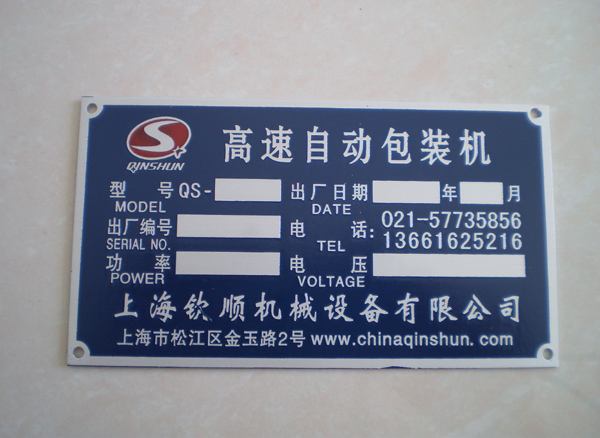 QINSHUN
高速自动包装机
型号 QS- 出厂日期 年 月
MODEL DATE
出厂编号 电话: 021-57735856
SERIAL NO. TEL 13661625216
功率 电压
POWER VOLTAGE
上海钦顺机械设备有限公司
上海市松江区金玉路2号 www.chinaqinshun.com